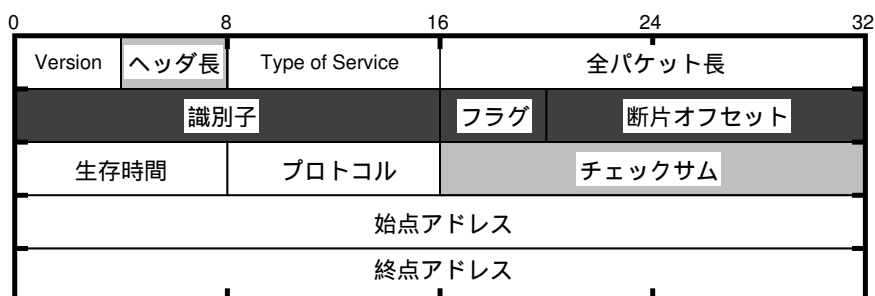 0 8 16 24 32
Version ヘッダ長 Type of Service 全パケット長
識別子 フラグ 断片オフセット
生存時間 プロトコル チェックサム
始点アドレス
終点アドレス